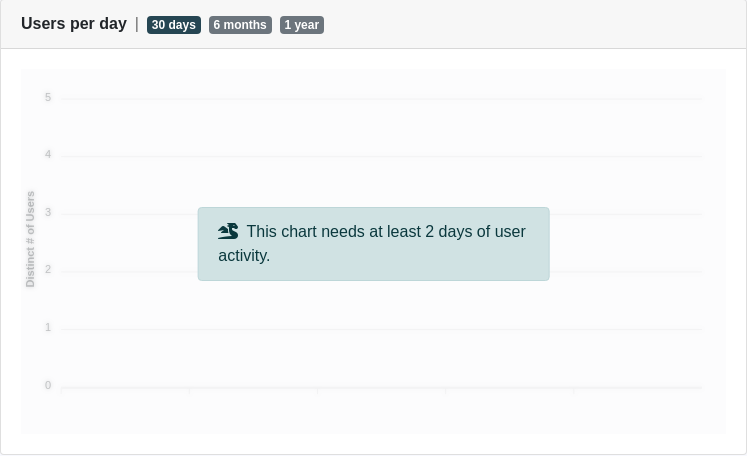 Users per day | 30 days 6 months 1 year
5
4
3
2
1
0
Distinct # of Users
This chart needs at least 2 days of user
activity.